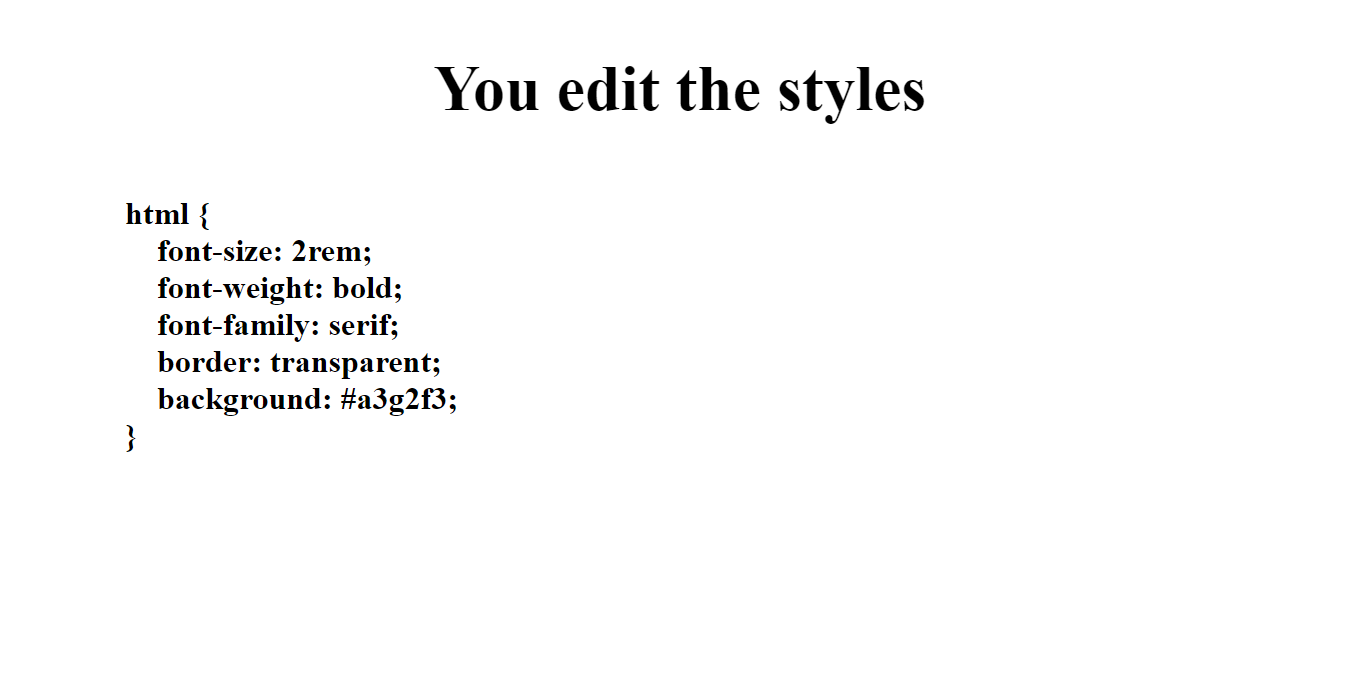 You edit the styles
html {
    font-size: 2rem;
    font-weight: bold;
    font-family: serif;
    border: transparent;
    background: #a3g2f3;
}